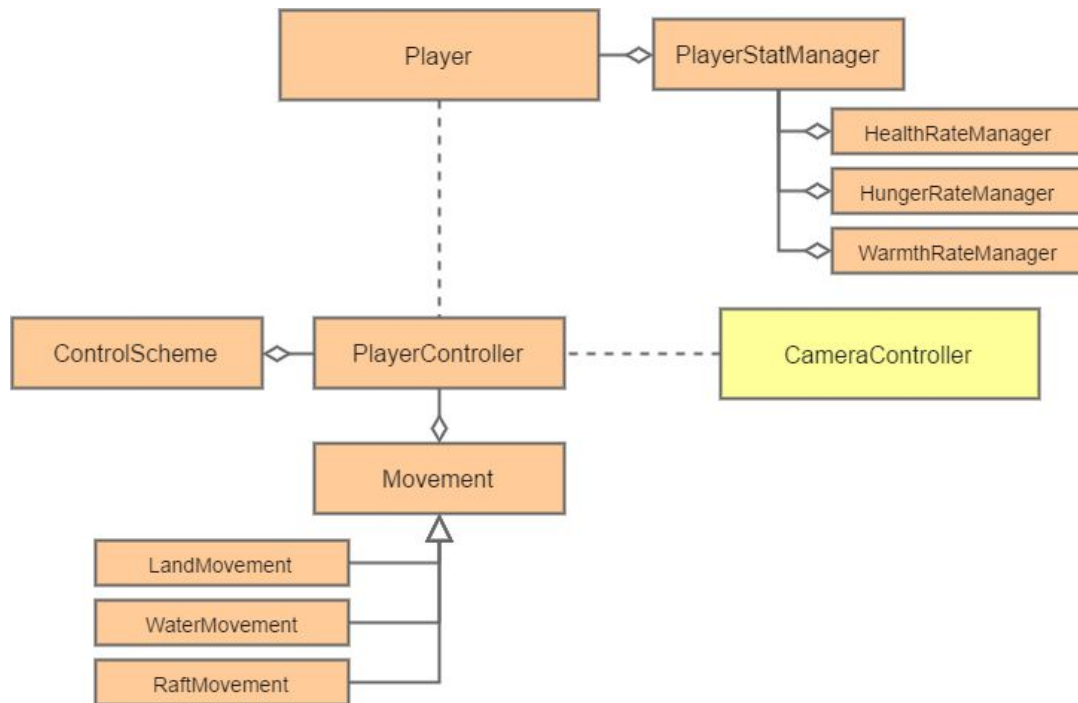 Player
PlayerStatManager
HealthRateManager
HungerRateManager
WarmthRateManager
ControlScheme
PlayerController
CameraController
Movement
LandMovement
WaterMovement
RaftMovement